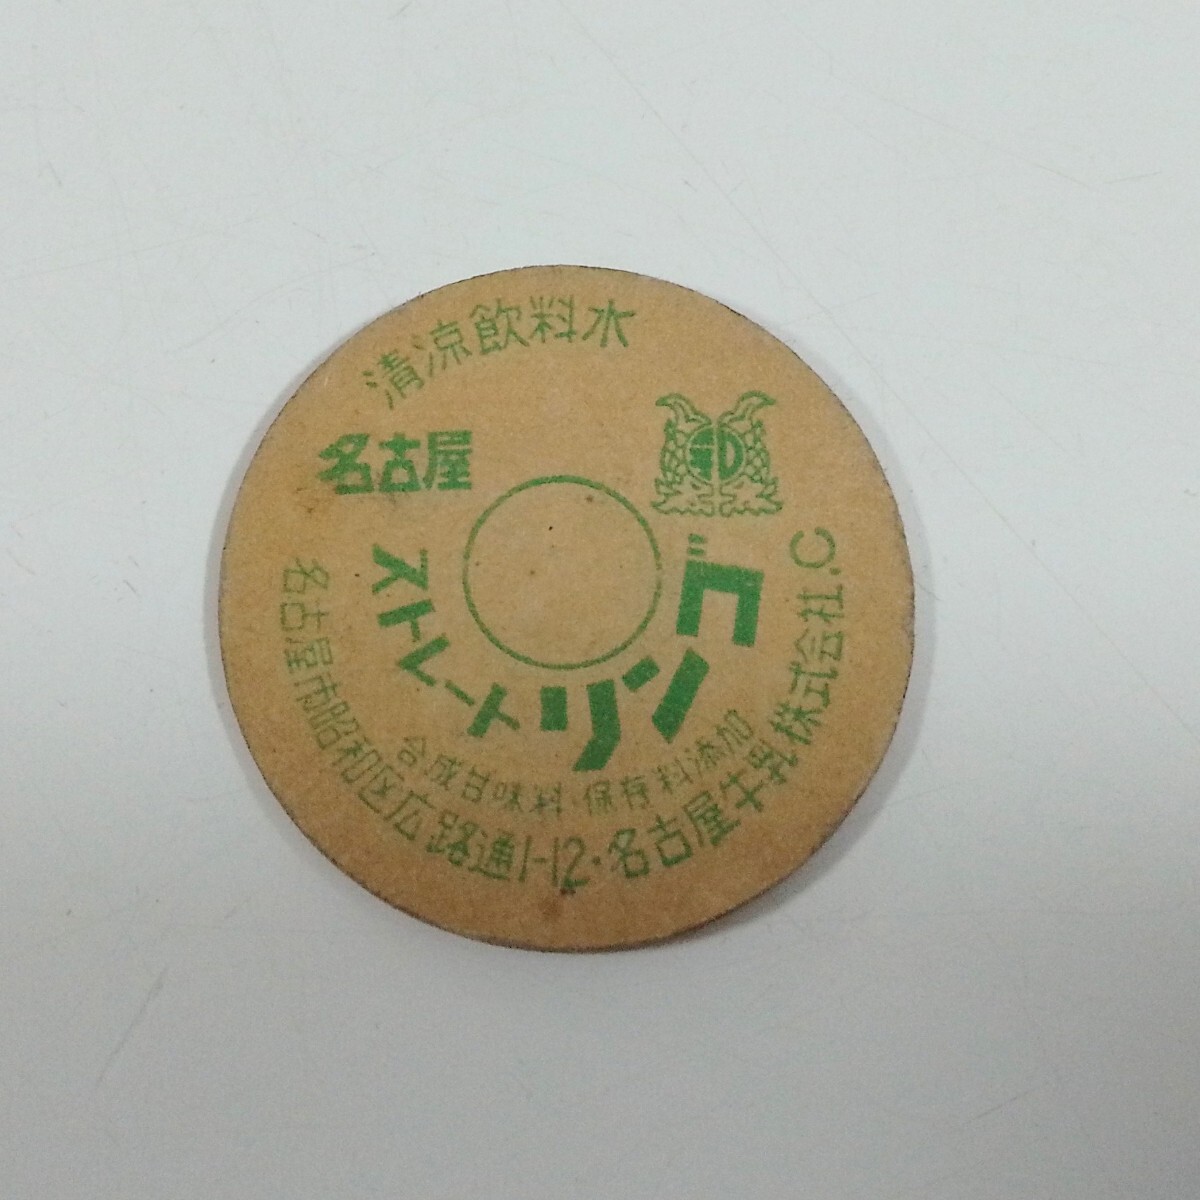 清涼飲料水
名古屋
ストレートリンゴ
合成甘味料・保存料添加
名古屋市昭和区広路通1-12・名古屋牛乳株式会社.C